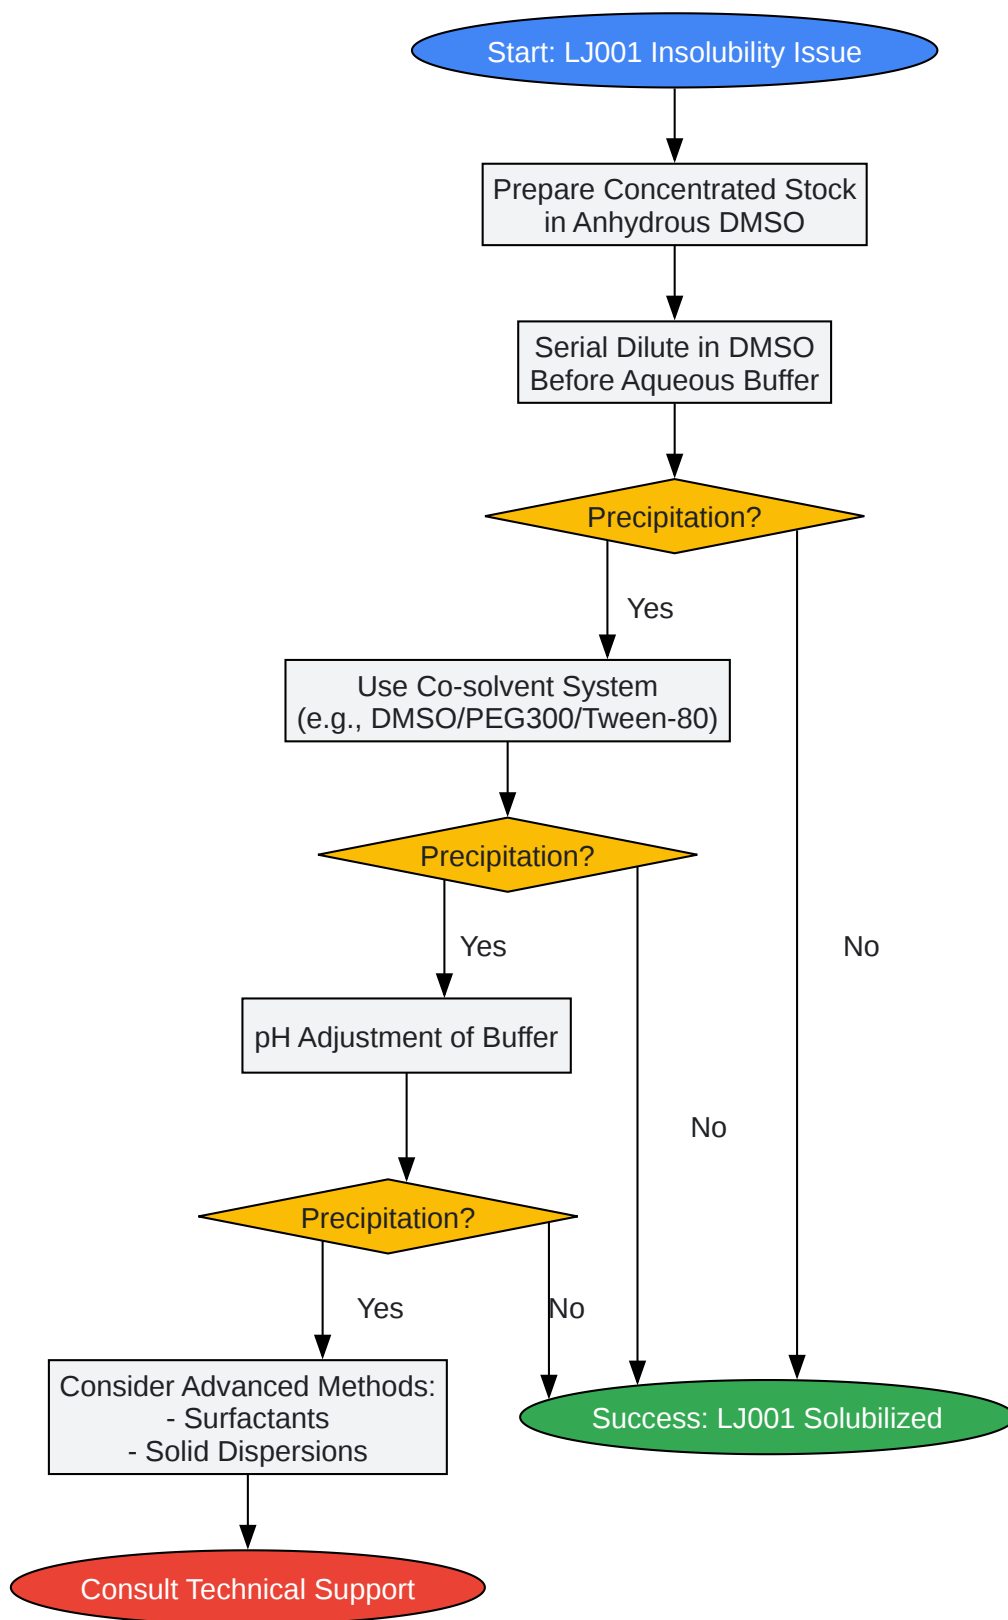 Start: LJ001 Insolubility Issue
Prepare Concentrated Stock
in Anhydrous DMSO
Serial Dilute in DMSO
Before Aqueous Buffer
Precipitation?
Yes
Use Co-solvent System
(e.g., DMSO/PEG300/Tween-80)
Precipitation?
Yes
No
pH Adjustment of Buffer
No
Precipitation?
Yes
No
Consider Advanced Methods:
- Surfactants
- Solid Dispersions
Success: LJ001 Solubilized
Consult Technical Support